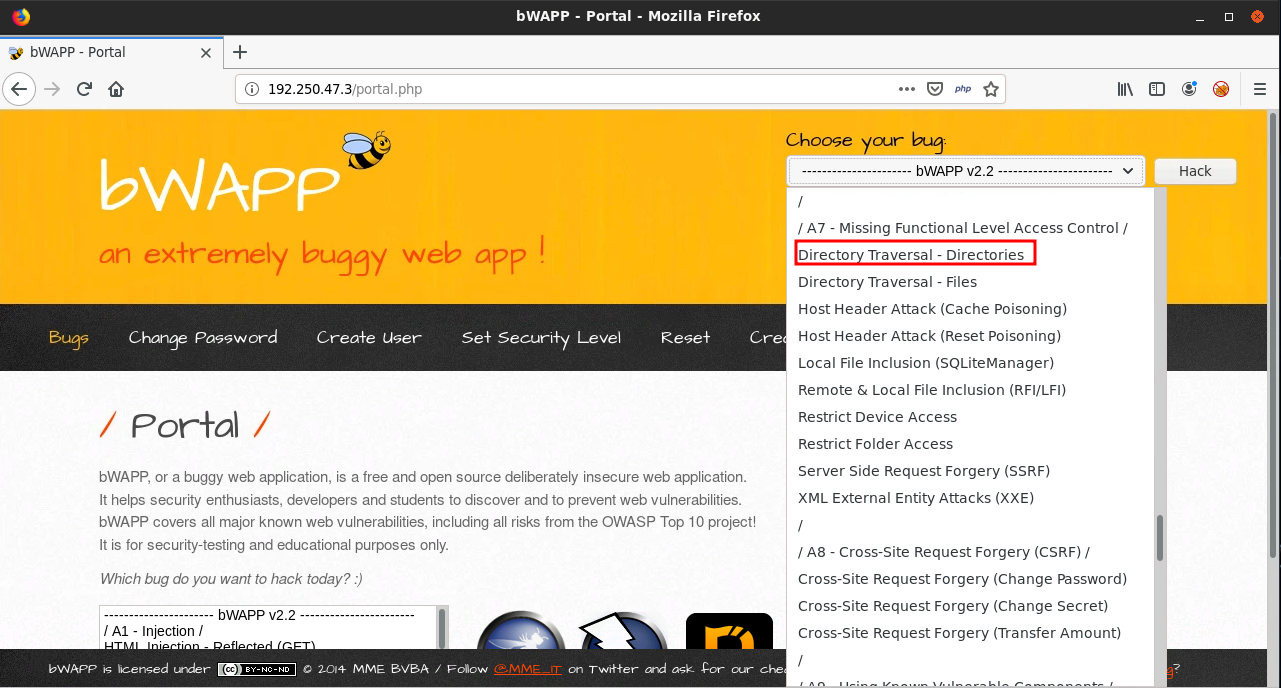 bWAPP - Portal - Mozilla Firefox
bWAPP - Portal
192.250.47.3/portal.php
php
Choose your bug:
---------------------- bWAPP v2.2 -----------------------
Hack
bWAPP
an extremely buggy web app !
/
/ A7 - Missing Functional Level Access Control /
Directory Traversal - Directories
Directory Traversal - Files
Host Header Attack (Cache Poisoning)
Host Header Attack (Reset Poisoning)
Local File Inclusion (SQLiteManager)
Remote & Local File Inclusion (RFI/LFI)
Restrict Device Access
Restrict Folder Access
Server Side Request Forgery (SSRF)
XML External Entity Attacks (XXE)
/
/ A8 - Cross-Site Request Forgery (CSRF) /
Cross-Site Request Forgery (Change Password)
Cross-Site Request Forgery (Change Secret)
Cross-Site Request Forgery (Transfer Amount)
/
/ A9 - Using Known Vulnerable Components /
Bugs Change Password Create User Set Security Level Reset
/ Portal /
bWAPP, or a buggy web application, is a free and open source deliberately insecure web application.
It helps security enthusiasts, developers and students to discover and to prevent web vulnerabilities.
bWAPP covers all major known web vulnerabilities, including all risks from the OWASP Top 10 project!
It is for security-testing and educational purposes only.
Which bug do you want to hack today? :)
---------------------- bWAPP v2.2 -----------------------
/ A1 - Injection /
HTML Injection - Reflected (GET)
bWAPP is licensed under (cc) BY-NC-ND © 2014 MME BVBA / Follow @MME_IT on Twitter and ask for our